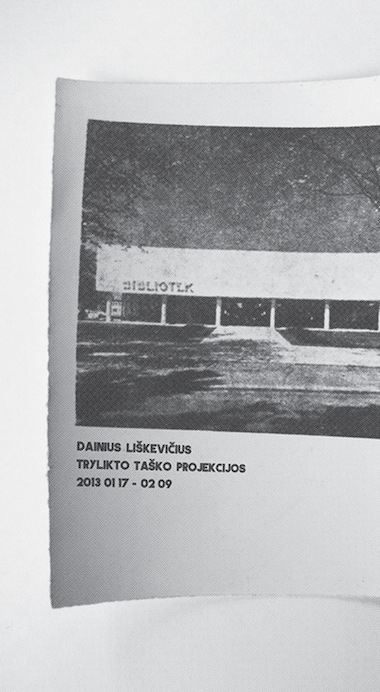 BIBLIOTEK
DAINIUS LIŠKEVIČIUS
TRYLIKTO TAŠKO PROJEKCIJOS
2013 01 17 - 02 09